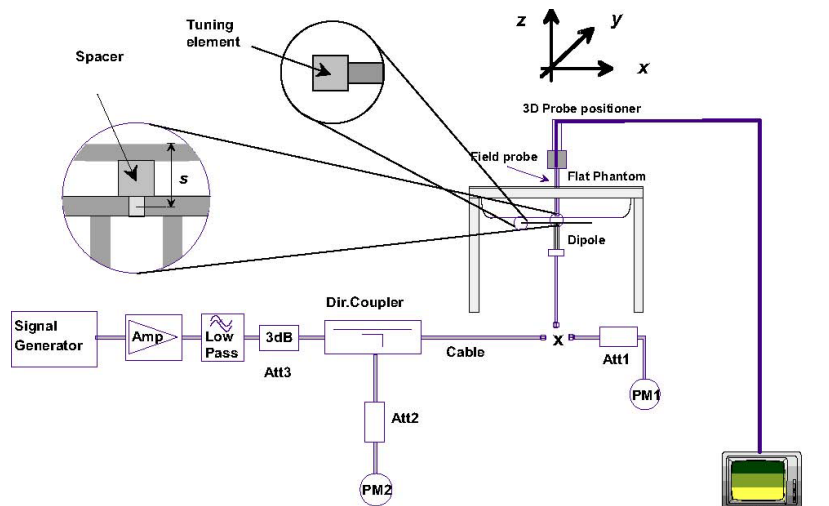 Tuning
element
Spacer
z
y
x
3D Probe positioner
Field probe
Flat Phantom
s
Dipole
Dir.Coupler
Signal
Generator
Amp
Low
Pass
3dB
Att3
Cable
x
Att1
PM1
Att2
PM2